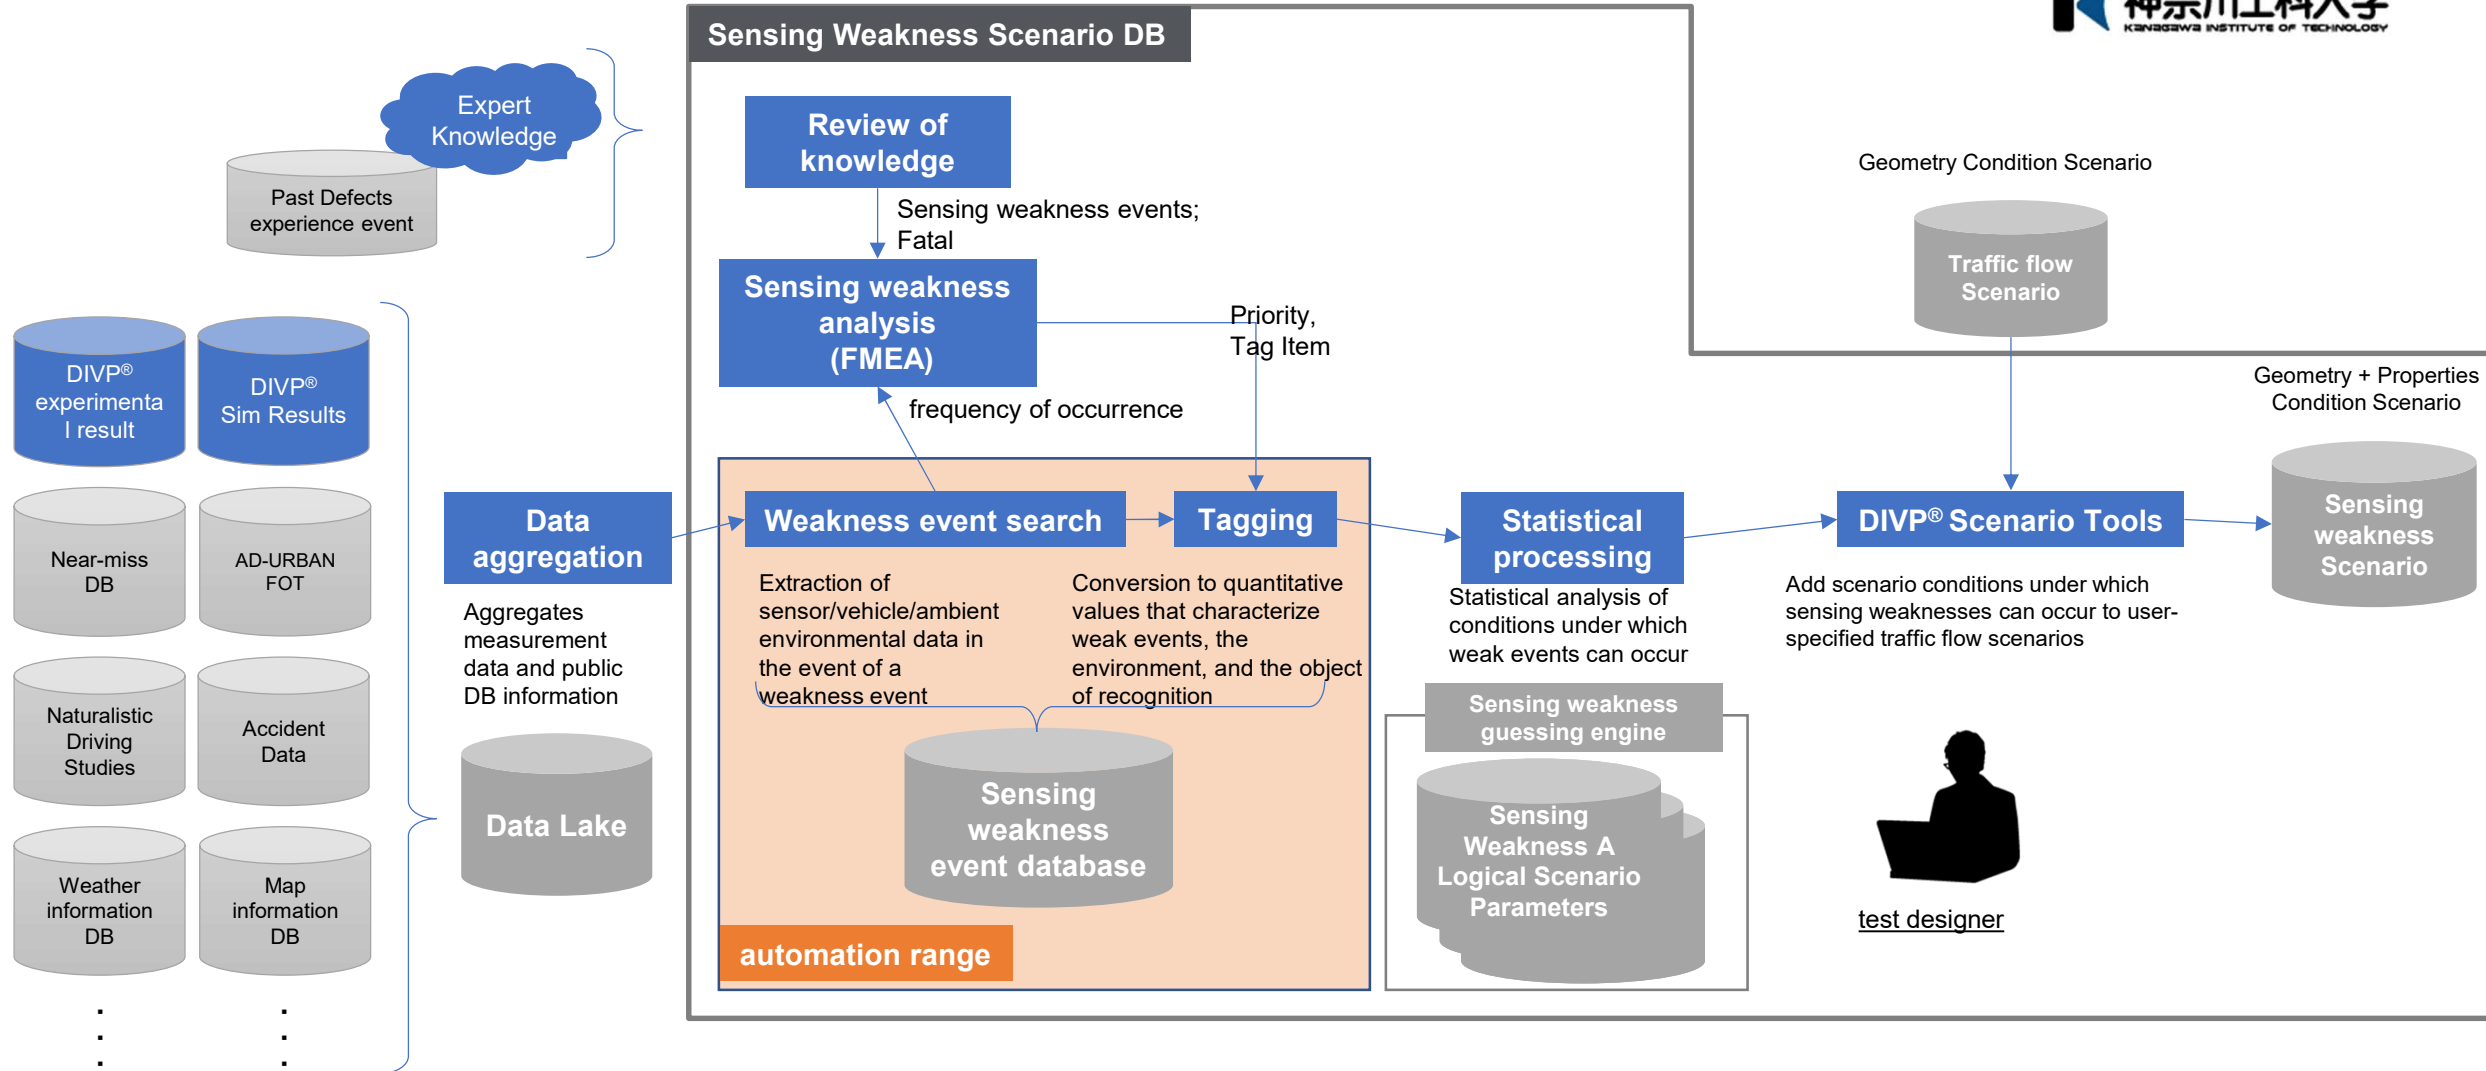 神奈川工科大学
KANAGAWA INSTITUTE OF TECHNOLOGY
Sensing Weakness Scenario DB
Expert
Knowledge
Past Defects
experience event
Review of
knowledge
Sensing weakness events;
Fatal
Sensing weakness
analysis
(FMEA)
Priority,
Tag Item
frequency of occurrence
Geometry Condition Scenario
Traffic flow
Scenario
Geometry + Properties
Condition Scenario
DIVP®
experimenta
l result
DIVP®
Sim Results
Near-miss
DB
AD-URBAN
FOT
Naturalistic
Driving
Studies
Accident
Data
Weather
information
DB
Map
information
DB
.
.
.
.
.
.
Data
aggregation
Aggregates
measurement
data and public
DB information
Data Lake
Weakness event search
Tagging
Extraction of
sensor/vehicle/ambient
environmental data in
the event of a
weakness event
Conversion to quantitative
values that characterize
weak events, the
environment, and the object
of recognition
Sensing
weakness
event database
automation range
Statistical
processing
Statistical analysis of
conditions under which
weak events can occur
Sensing weakness
guessing engine
Sensing
Weakness A
Logical Scenario
Parameters
DIVP® Scenario Tools
Add scenario conditions under which
sensing weaknesses can occur to user-
specified traffic flow scenarios
test designer
Sensing
weakness
Scenario